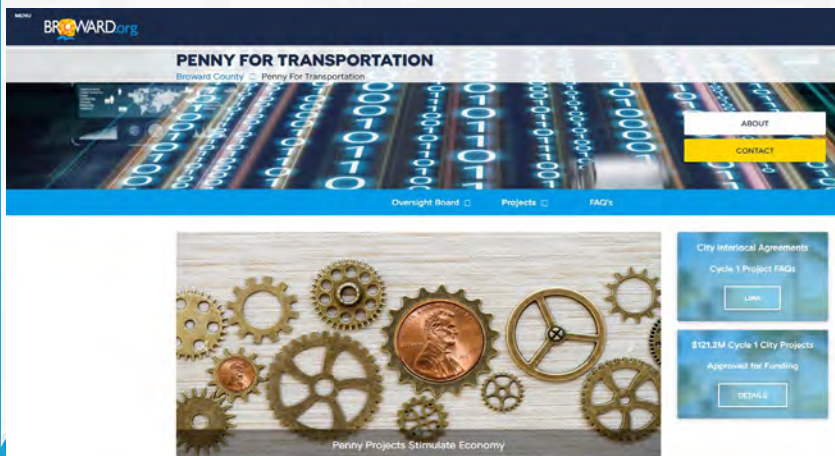 MENU
BROWARD.org
PENNY FOR TRANSPORTATION
Broward County Penny For Transportation
ABOUT
CONTACT
Oversight Board Projects FAQ's
City Interlocal Agreements
Cycle 1 Project FAQs
LINK
$121.2M Cycle 1 City Projects
Approved for Funding
DETAILS
Penny Projects Stimulate Economy